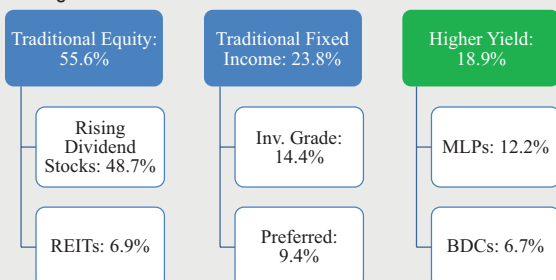 Traditional Equity:
55.6%
Rising
Dividend
Stocks: 48.7%
REITs: 6.9%
Traditional Fixed
Income: 23.8%
Inv. Grade:
14.4%
Preferred:
9.4%
Higher Yield:
18.9%
MLPs: 12.2%
BDCs: 6.7%